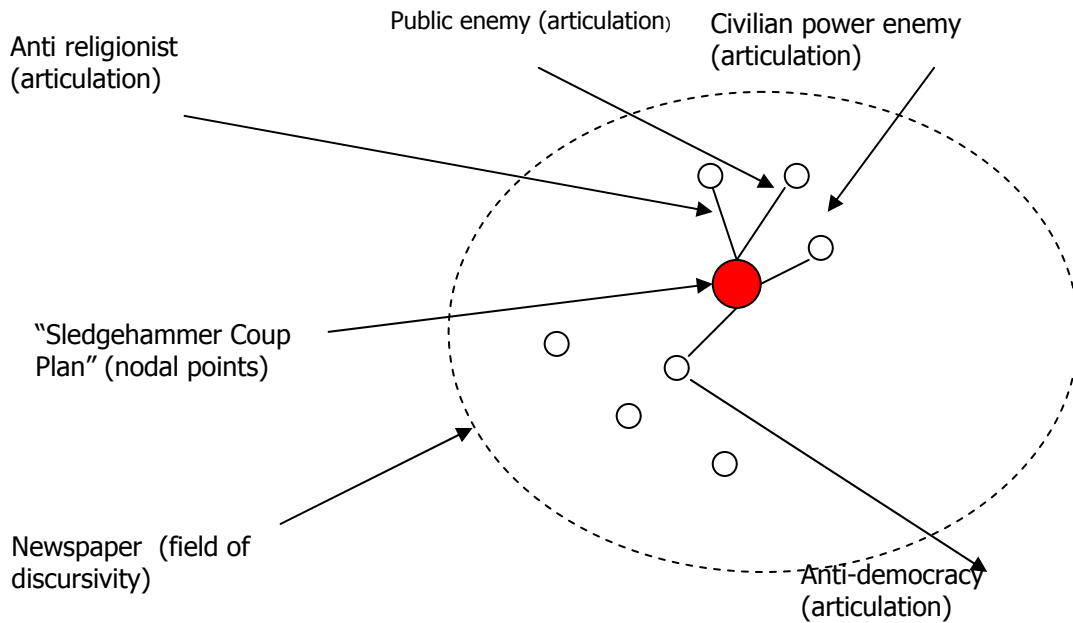 Public enemy (articulation)
Civilian power enemy
(articulation)
Anti religionist
(articulation)
“Sledgehammer Coup
Plan” (nodal points)
Newspaper (field of
discursivity)
Anti-democracy
(articulation)